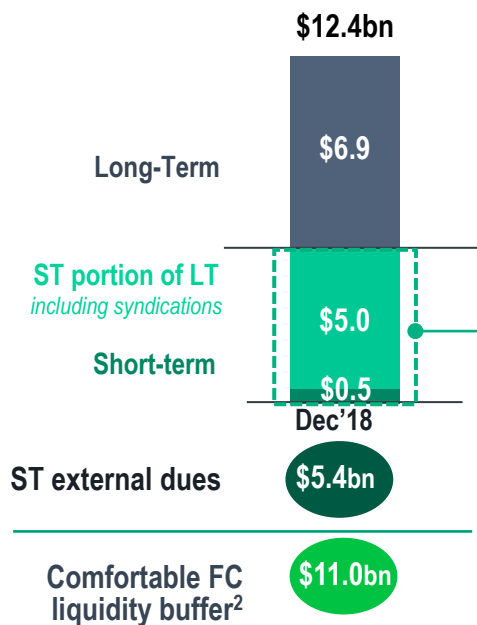 $12.4bn
$6.9
Long-Term
ST portion of LT
including syndications
$5.0
Short-term
$0.5
Dec'18
ST external dues
$5.4bn
Comfortable FC
liquidity buffer²
$11.0bn